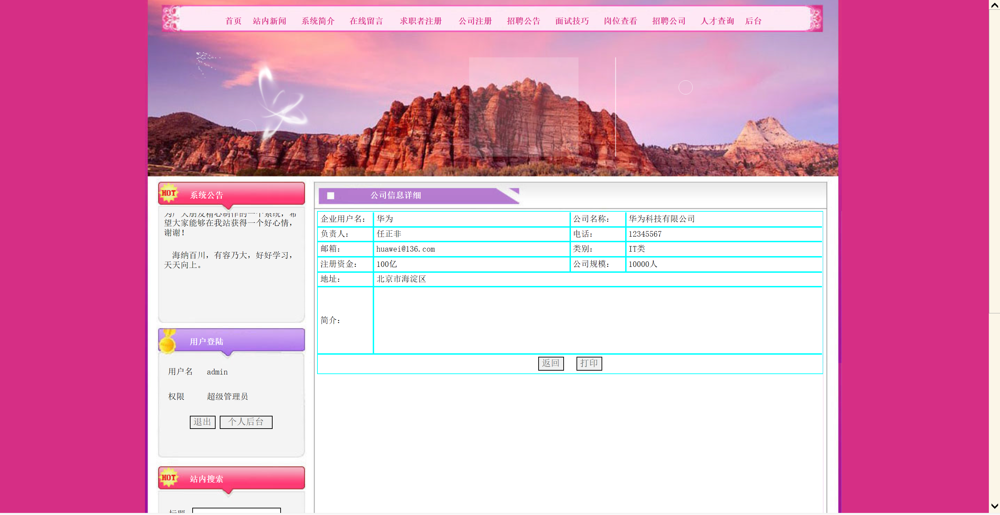 首页 站内新闻 系统简介 在线留言 求职者注册 公司注册 招聘公告 面试技巧 岗位查看 招聘公司 人才查询 后台
HOT 系统公告
望大家能够在我站获得一个好心情，
谢谢！
海纳百川，有容乃大，好好学习，
天天向上。
用户登陆
用户名 admin
权限 超级管理员
退出 个人后台
HOT 站内搜索
标题
公司信息详细
企业用户名： 华为 公司名称： 华为科技有限公司
负责人： 任正非 电话： 12345567
邮箱： huawei@136.com 类别： IT类
注册资金： 100亿 公司规模： 10000人
地址： 北京市海淀区
简介：
返回 打印